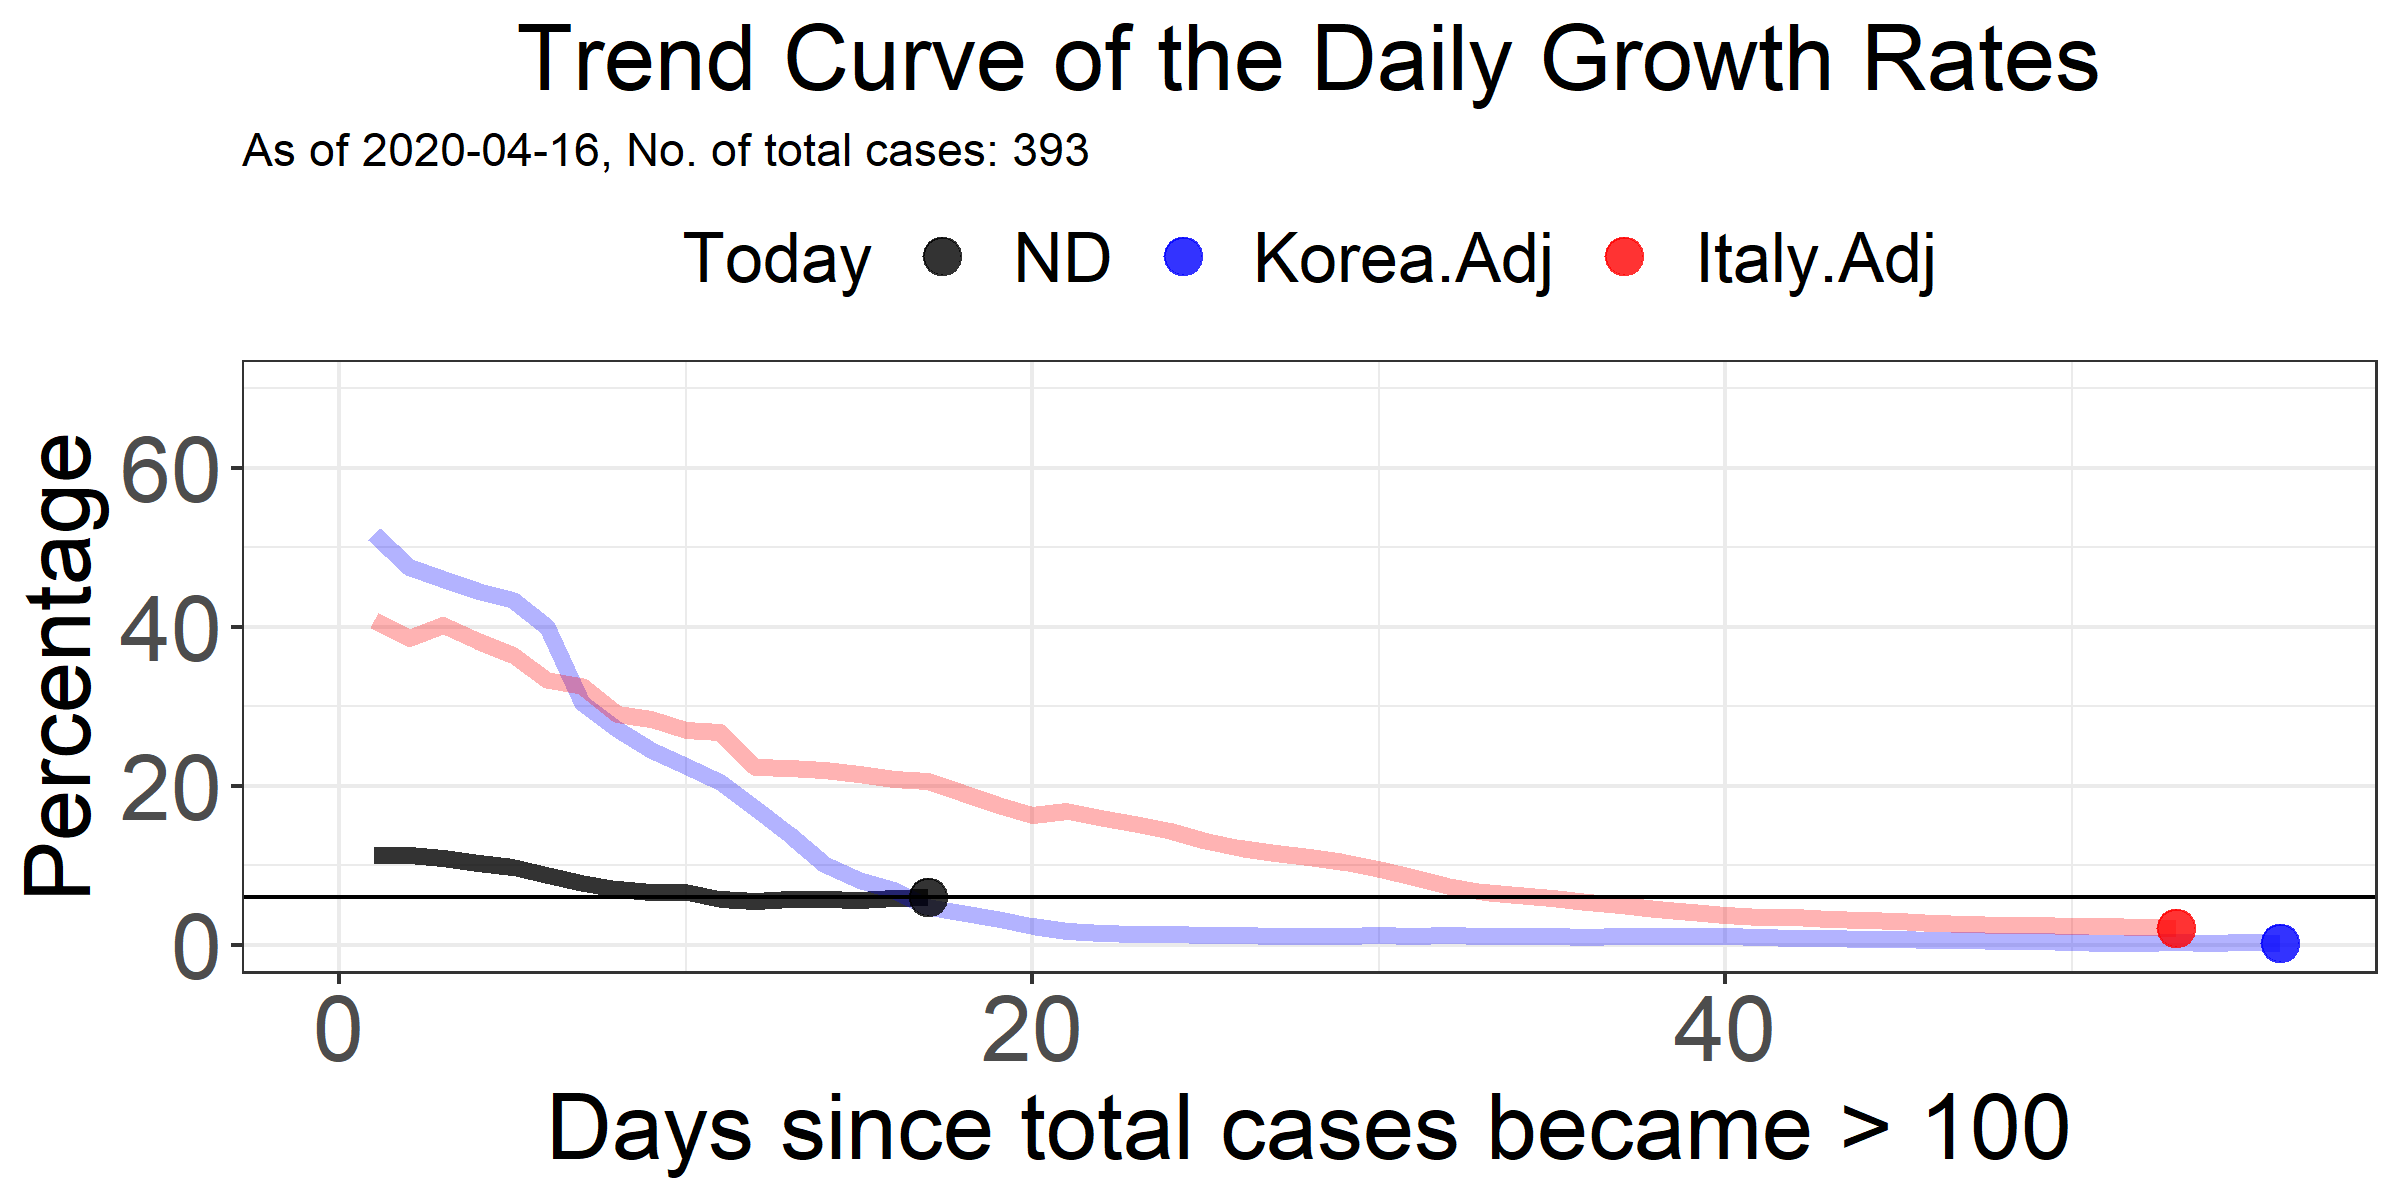 Trend Curve of the Daily Growth Rates
As of 2020-04-16, No. of total cases: 393
Today ND Korea.Adj Italy.Adj
Percentage
60
40
20
0
0 20 40
Days since total cases became > 100